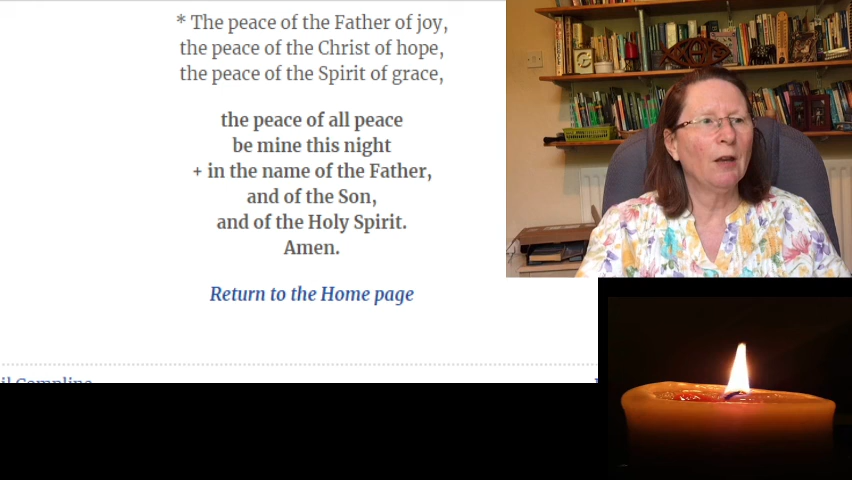 * The peace of the Father of joy,
the peace of the Christ of hope,
the peace of the Spirit of grace,
the peace of all peace
be mine this night
+ in the name of the Father,
and of the Son,
and of the Holy Spirit.
Amen.
Return to the Home page